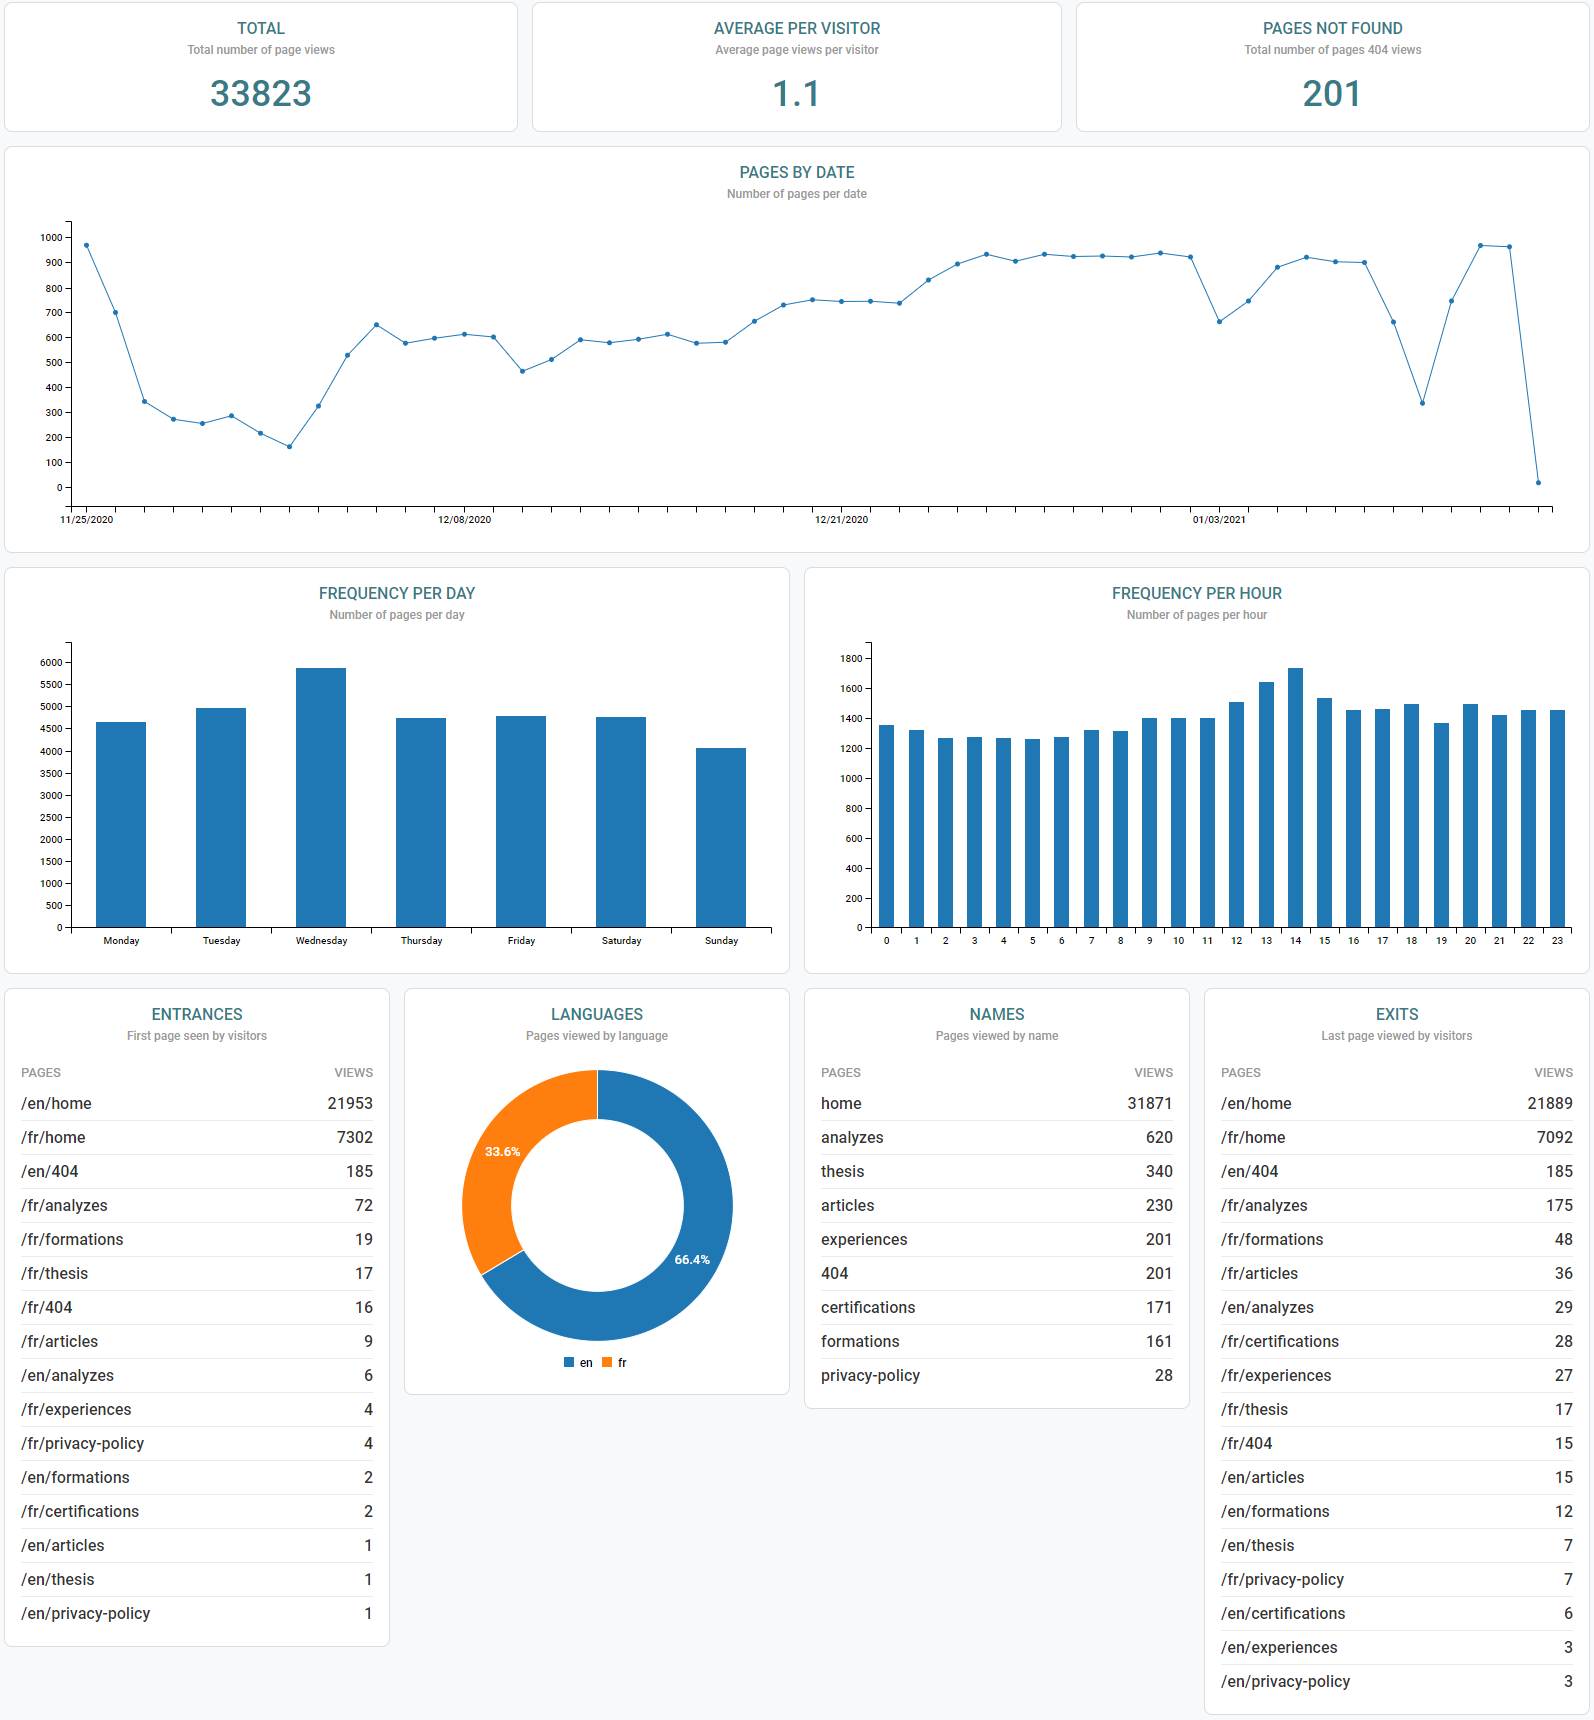 TOTAL
Total number of page views
33823
AVERAGE PER VISITOR
Average page views per visitor
1.1
PAGES NOT FOUND
Total number of pages 404 views
201
PAGES BY DATE
Number of pages per date
1000
900
800
700
600
500
400
300
200
100
0
11/25/2020 12/08/2020 12/21/2020 01/03/2021
FREQUENCY PER DAY
Number of pages per day
6000
5500
5000
4500
4000
3500
3000
2500
2000
1500
1000
500
0
Monday Tuesday Wednesday Thursday Friday Saturday Sunday
FREQUENCY PER HOUR
Number of pages per hour
1800
1600
1400
1200
1000
800
600
400
200
0
0 1 2 3 4 5 6 7 8 9 10 11 12 13 14 15 16 17 18 19 20 21 22 23
ENTRANCES
First page seen by visitors
PAGES VIEWS
/en/home 21953
/fr/home 7302
/en/404 185
/fr/analyzes 72
/fr/formations 19
/fr/thesis 17
/fr/404 16
/fr/articles 9
/en/analyzes 6
/fr/experiences 4
/fr/privacy-policy 4
/en/formations 2
/fr/certifications 2
/en/articles 1
/en/thesis 1
/en/privacy-policy 1
LANGUAGES
Pages viewed by language
33.6%
66.4%
en fr
NAMES
Pages viewed by name
PAGES VIEWS
home 31871
analyzes 620
thesis 340
articles 230
experiences 201
404 201
certifications 171
formations 161
privacy-policy 28
EXITS
Last page viewed by visitors
PAGES VIEWS
/en/home 21889
/fr/home 7092
/en/404 185
/fr/analyzes 175
/fr/formations 48
/fr/articles 36
/en/analyzes 29
/fr/certifications 28
/fr/experiences 27
/fr/thesis 17
/fr/404 15
/en/articles 15
/en/formations 12
/en/thesis 7
/fr/privacy-policy 7
/en/certifications 6
/en/experiences 3
/en/privacy-policy 3